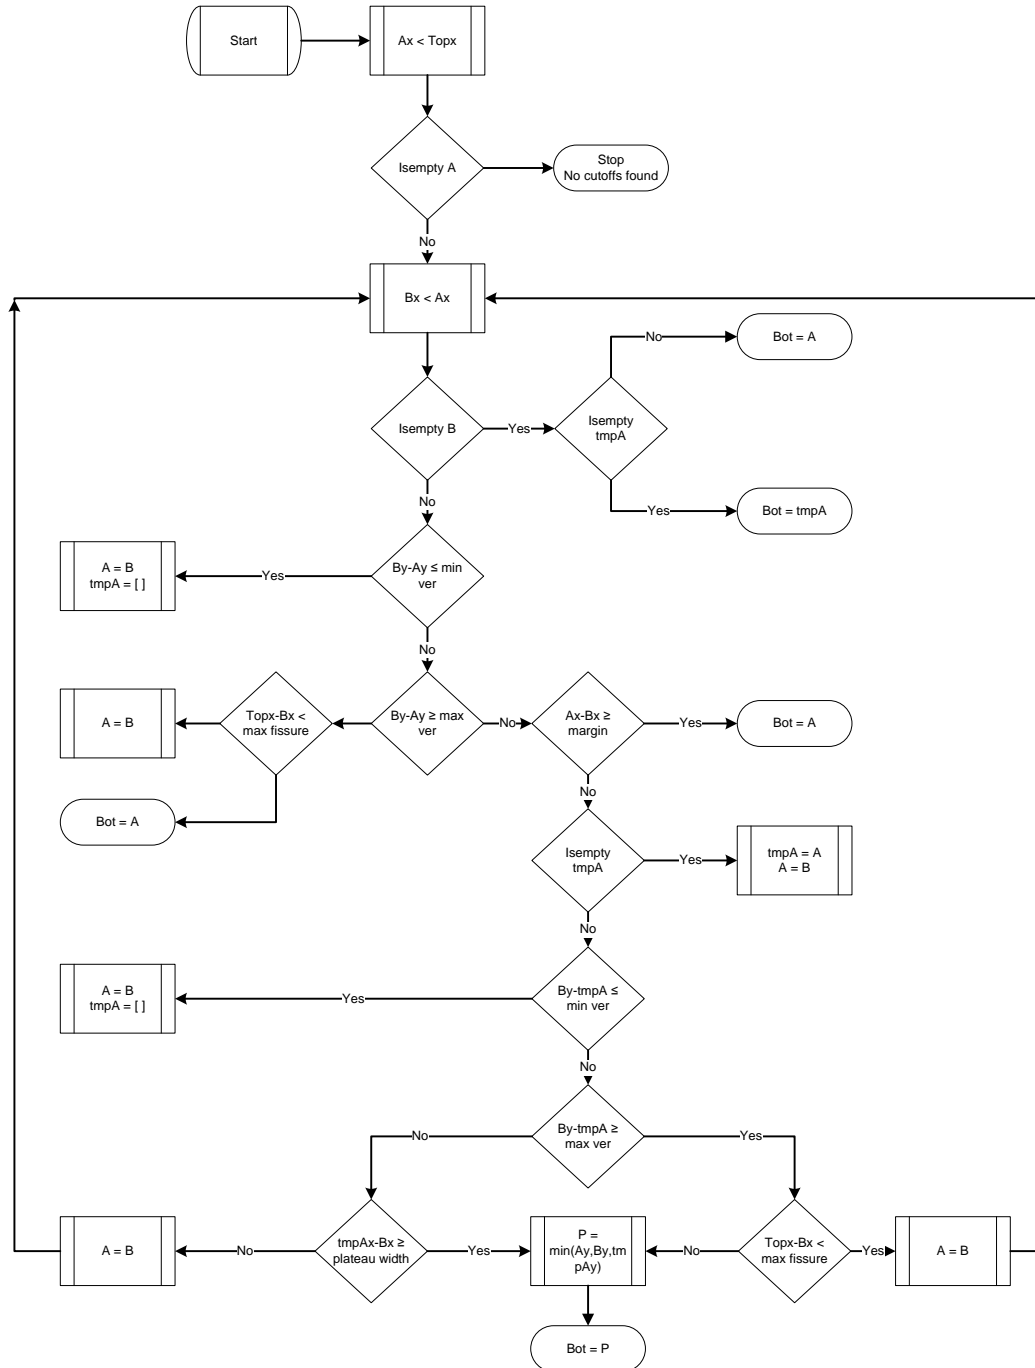 Start
Ax < Topx
Isempty A
Stop
No cutoffs found
No
Bx < Ax
No
Bot = A
Isempty
tmpA
Isempty B
Yes
No
Yes
Bot = tmpA
A = B
tmpA = [ ]
Yes
By-Ay ≤ min
ver
No
A = B
Topx-Bx <
max fissure
By-Ay ≥ max
ver
No
Ax-Bx ≥
margin
Yes
Bot = A
No
Bot = A
Isempty
tmpA
Yes
tmpA = A
A = B
No
A = B
tmpA = [ ]
Yes
By-tmpA ≤
min ver
No
No
By-tmpA ≥
max ver
Yes
A = B
No
tmpAx-Bx ≥
plateau width
Yes
P =
min(Ay,By,tm
pAy)
No
Topx-Bx <
max fissure
Yes
A = B
Bot = P